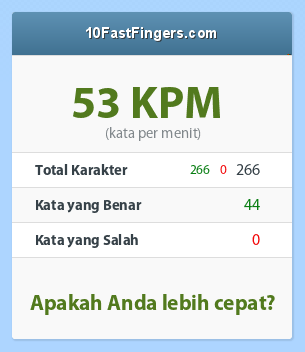 10FastFingers.com
53 KPM
(kata per menit)
Total Karakter 266 0 266
Kata yang Benar 44
Kata yang Salah 0
Apakah Anda lebih cepat?